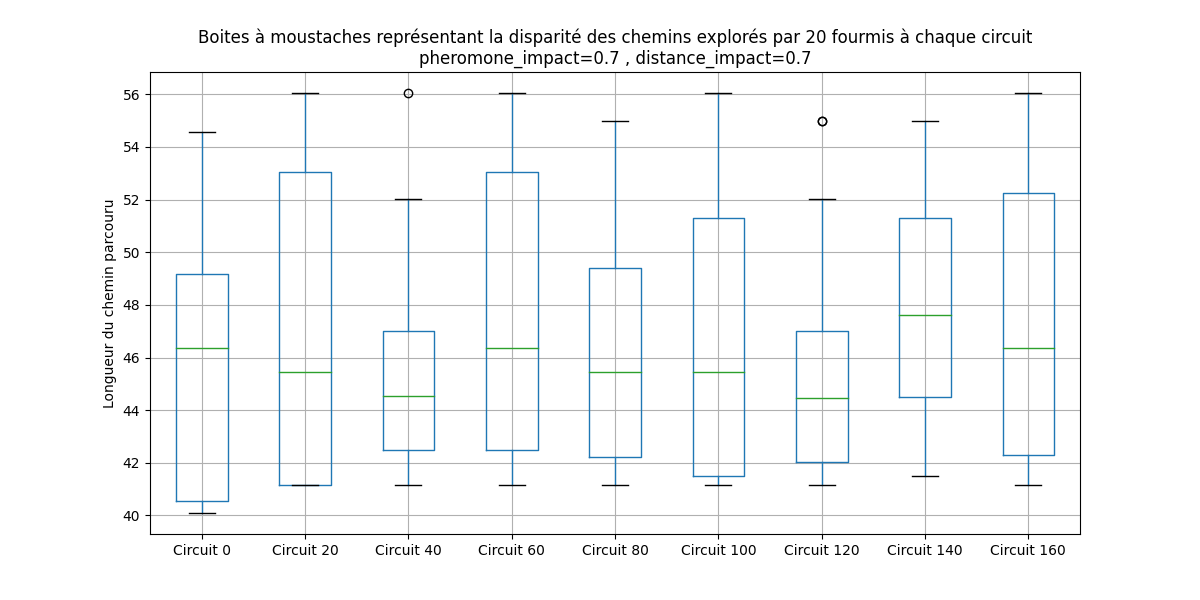 Boites à moustaches représentant la disparité des chemins explorés par 20 fourmis à chaque circuit
pheromone_impact=0.7 , distance_impact=0.7
Longueur du chemin parcouru
56
54
52
50
48
46
44
42
40
Circuit 0
Circuit 20
Circuit 40
Circuit 60
Circuit 80
Circuit 100
Circuit 120
Circuit 140
Circuit 160